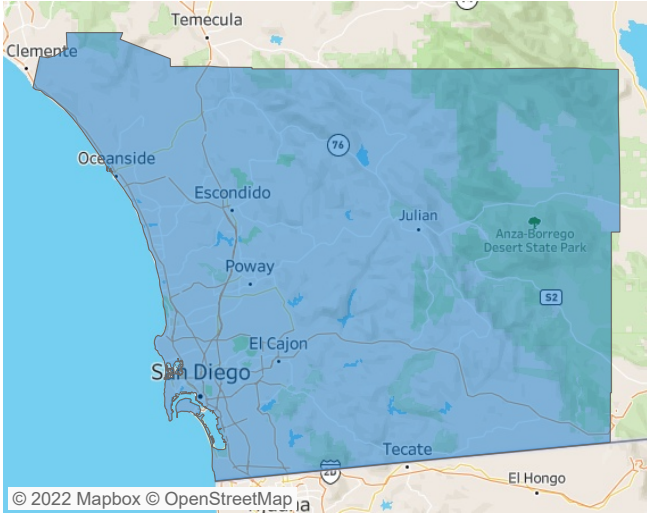 Temecula
Clemente
76
Oceanside
Escondido
Julian
Anza-Borrego
Desert State Park
Poway
S2
El Cajon
San Diego
Tecate
2D
El Hongo
© 2022 Mapbox © OpenStreetMap